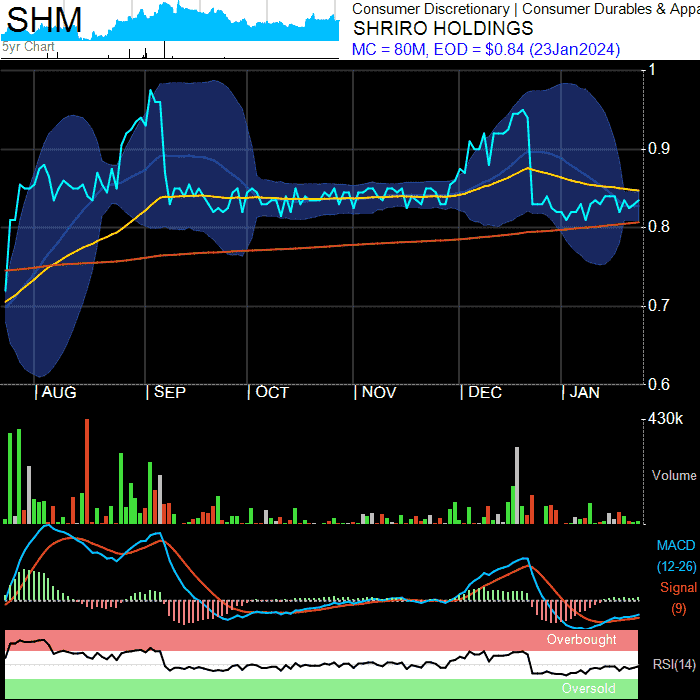 SHM
5yr Chart
Consumer Discretionary | Consumer Durables & Appa
SHRIRO HOLDINGS
MC = 80M, EOD = $0.84 (23Jan2024)
1
0.9
0.8
0.7
0.6
| AUG | SEP | OCT | NOV | DEC | JAN
430k
Volume
MACD
(12-26)
Signal
(9)
Overbought
RSI(14)
Oversold